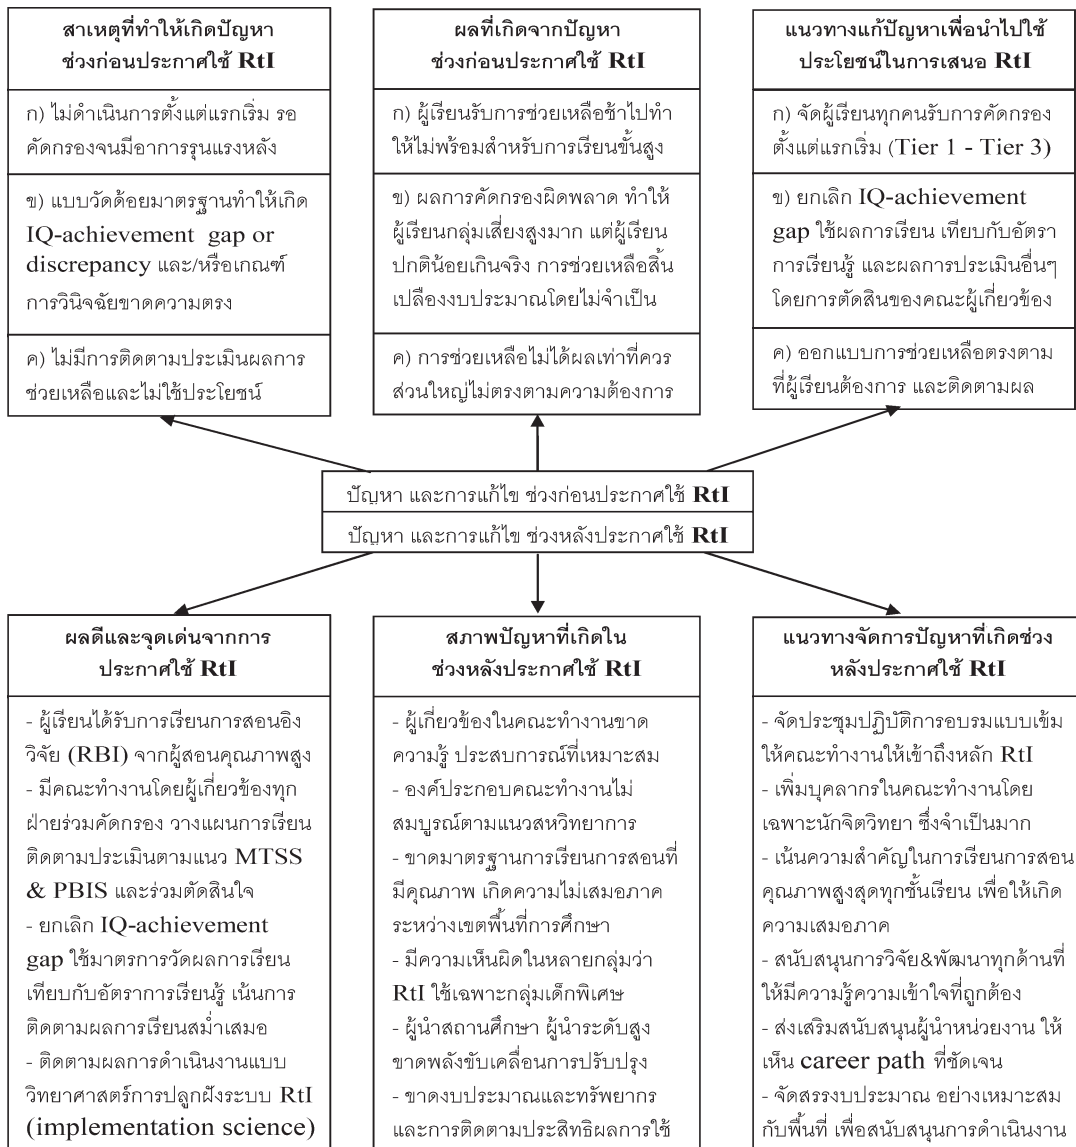 สาเหตุที่ทำให้เกิดปัญหา
ช่วงก่อนประกาศใช้ RtI
ก) ไม่ดำเนินการตั้งแต่แรกเริ่ม รอ
คัดกรองจนมีอาการรุนแรงหลัง
ข) แบบวัดด้อยมาตรฐานทำให้เกิด
IQ-achievement gap or
discrepancy และ/หรือเกณฑ์
การวินิจฉัยขาดความตรง
ค) ไม่มีการติดตามประเมินผลการ
ช่วยเหลือและไม่ใช้ประโยชน์
ผลที่เกิดจากปัญหา
ช่วงก่อนประกาศใช้ RtI
ก) ผู้เรียนรับการช่วยเหลือช้าไปทำ
ให้ไม่พร้อมสำหรับการเรียนขั้นสูง
ข) ผลการคัดกรองผิดพลาด ทำให้
ผู้เรียนกลุ่มเสี่ยงสูงมาก แต่ผู้เรียน
ปกติน้อยเกินจริง การช่วยเหลือสิ้น
เปลืองงบประมาณโดยไม่จำเป็น
ค) การช่วยเหลือไม่ได้ผลเท่าที่ควร
ส่วนใหญ่ไม่ตรงตามความต้องการ
แนวทางแก้ปัญหาเพื่อนำไปใช้
ประโยชน์ในการเสนอ RtI
ก) จัดผู้เรียนทุกคนรับการคัดกรอง
ตั้งแต่แรกเริ่ม (Tier 1 - Tier 3)
ข) ยกเลิก IQ-achievement
gap ใช้ผลการเรียน เทียบกับอัตรา
การเรียนรู้ และผลการประเมินอื่นๆ
โดยการตัดสินของคณะผู้เกี่ยวข้อง
ค) ออกแบบการช่วยเหลือตรงตาม
ที่ผู้เรียนต้องการ และติดตามผล
ปัญหา และการแก้ไข ช่วงก่อนประกาศใช้ RtI
ปัญหา และการแก้ไข ช่วงหลังประกาศใช้ RtI
ผลดีและจุดเด่นจากการ
ประกาศใช้ RtI
- ผู้เรียนได้รับการเรียนการสอนอิง
วิจัย (RBI) จากผู้สอนคุณภาพสูง
- มีคณะทำงานโดยผู้เกี่ยวข้องทุก
ฝ่ายร่วมคัดกรอง วางแผนการเรียน
ติดตามประเมินตามแนว MTSS
& PBIS และร่วมตัดสินใจ
- ยกเลิก IQ-achievement
gap ใช้มาตรการวัดผลการเรียน
เทียบกับอัตราการเรียนรู้ เน้นการ
ติดตามผลการเรียนสม่ำเสมอ
- ติดตามผลการดำเนินงานแบบ
วิทยาศาสตร์การปลูกฝังระบบ RtI
(implementation science)
สภาพปัญหาที่เกิดใน
ช่วงหลังประกาศใช้ RtI
- ผู้เกี่ยวข้องในคณะทำงานขาด
ความรู้ ประสบการณ์ที่เหมาะสม
- องค์ประกอบคณะทำงานไม่
สมบูรณ์ตามแนวสหวิทยาการ
- ขาดมาตรฐานการเรียนการสอนที่
มีคุณภาพ เกิดความไม่เสมอภาค
ระหว่างเขตพื้นที่การศึกษา
- มีความเห็นผิดในหลายกลุ่มว่า
RtI ใช้เฉพาะกลุ่มเด็กพิเศษ
- ผู้นำสถานศึกษา ผู้นำระดับสูง
ขาดพลังขับเคลื่อนการปรับปรุง
- ขาดงบประมาณและทรัพยากร
และการติดตามประสิทธิผลการใช้
แนวทางจัดการปัญหาที่เกิดช่วง
หลังประกาศใช้ RtI
- จัดประชุมปฏิบัติการอบรมแบบเข้ม
ให้คณะทำงานให้เข้าถึงหลัก RtI
- เพิ่มบุคลากรในคณะทำงานโดย
เฉพาะนักจิตวิทยา ซึ่งจำเป็นมาก
- เน้นความสำคัญในการเรียนการสอน
คุณภาพสูงสุดทุกชั้นเรียน เพื่อให้เกิด
ความเสมอภาค
- สนับสนุนการวิจัย&พัฒนาทุกด้านที่
ให้มีความรู้ความเข้าใจที่ถูกต้อง
- ส่งเสริมสนับสนุนผู้นำหน่วยงาน ให้
เห็น career path ที่ชัดเจน
- จัดสรรงบประมาณ อย่างเหมาะสม
กับพื้นที่ เพื่อสนับสนุนการดำเนินงาน